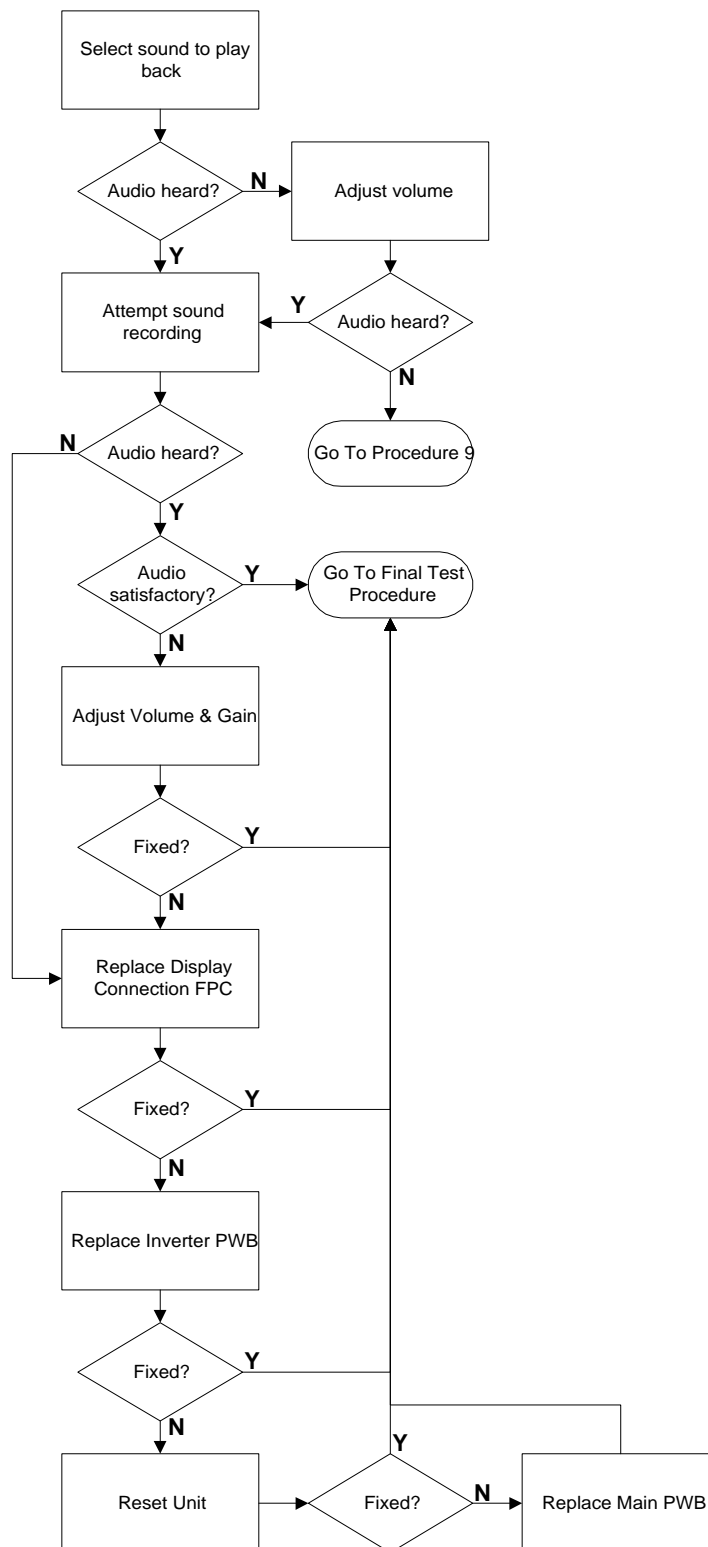 Select sound to play
back
Audio heard?
N
Adjust volume
Y
Attempt sound
recording
Y
Audio heard?
N
Go To Procedure 9
N
Audio heard?
Y
Audio
satisfactory?
Y
Go To Final Test
Procedure
N
Adjust Volume & Gain
Fixed?
Y
N
Replace Display
Connection FPC
Fixed?
Y
N
Replace Inverter PWB
Fixed?
Y
N
Reset Unit
Y
Fixed?
N
Replace Main PWB